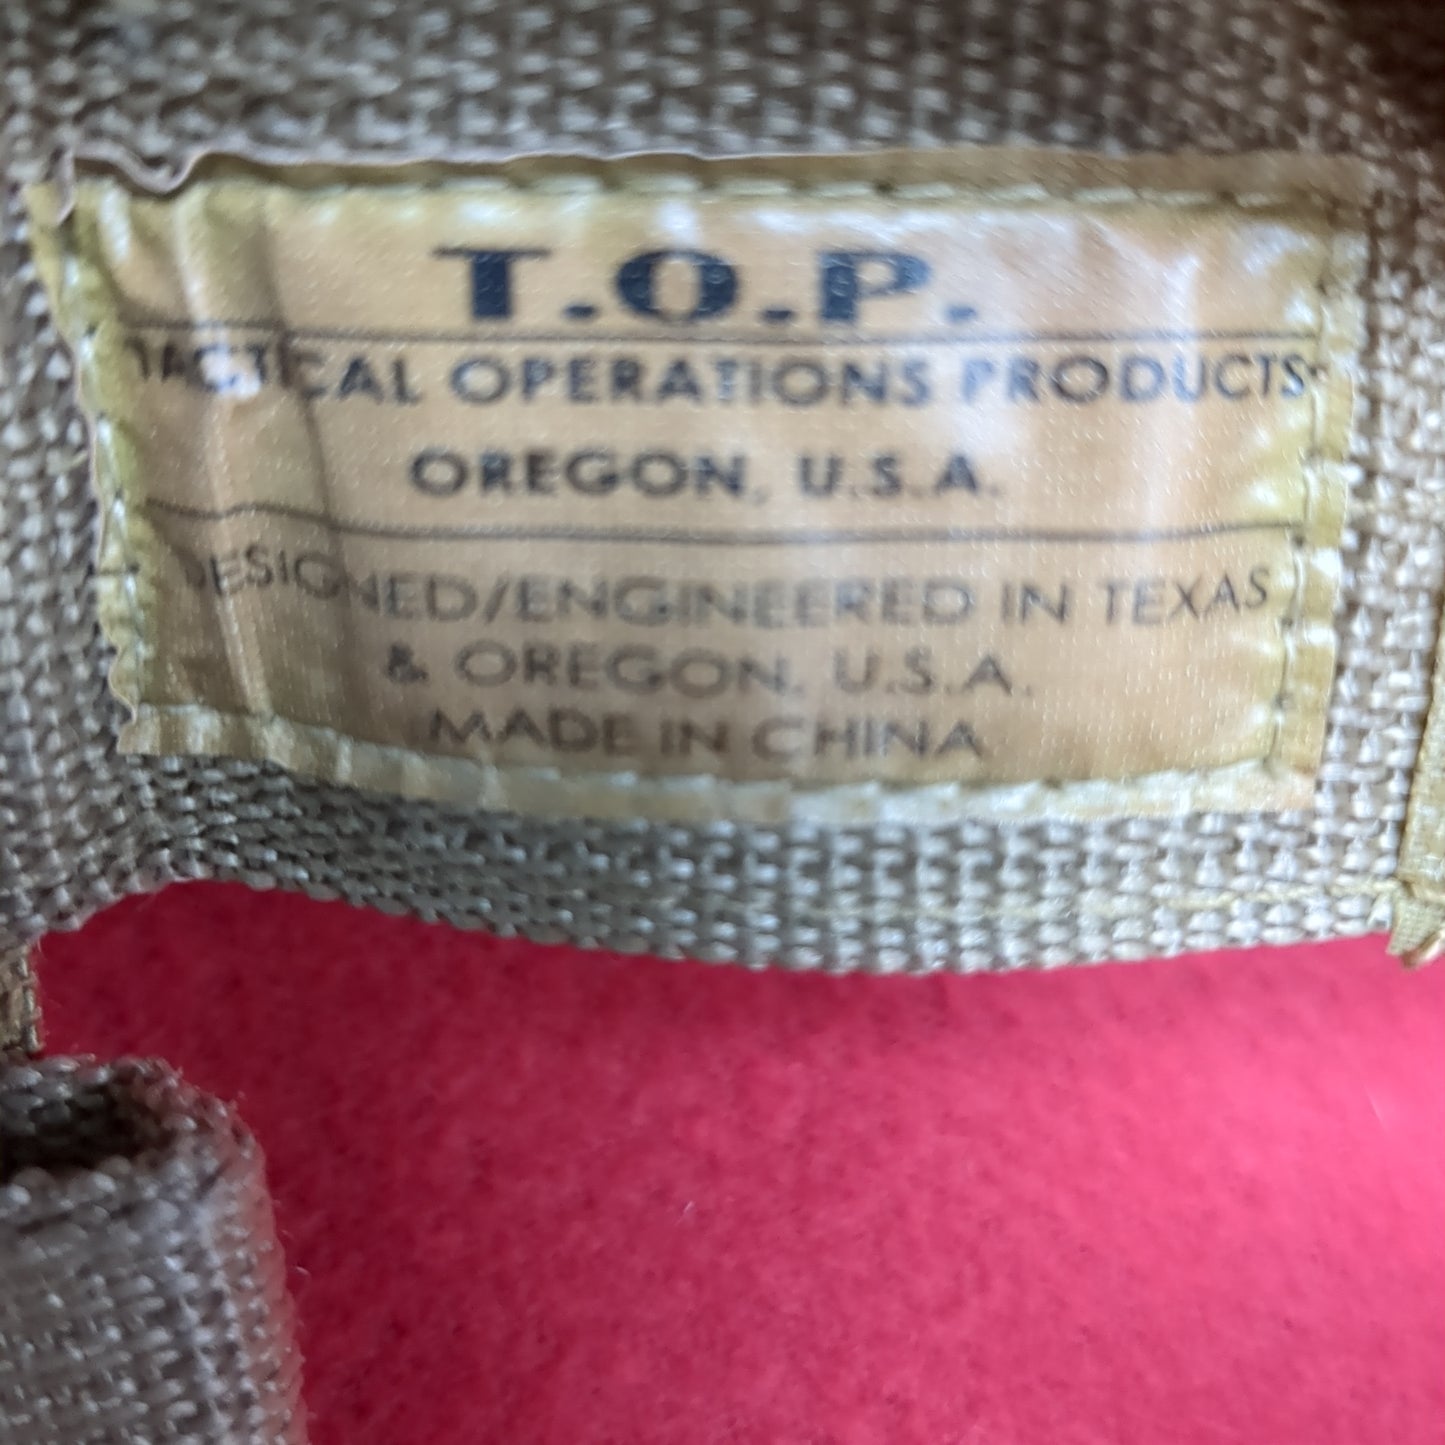 T.O.P.
TACTICAL OPERATIONS PRODUCTS
OREGON, U.S.A.
DESIGNED/ENGINEERED IN TEXAS
& OREGON, U.S.A.
MADE IN CHINA